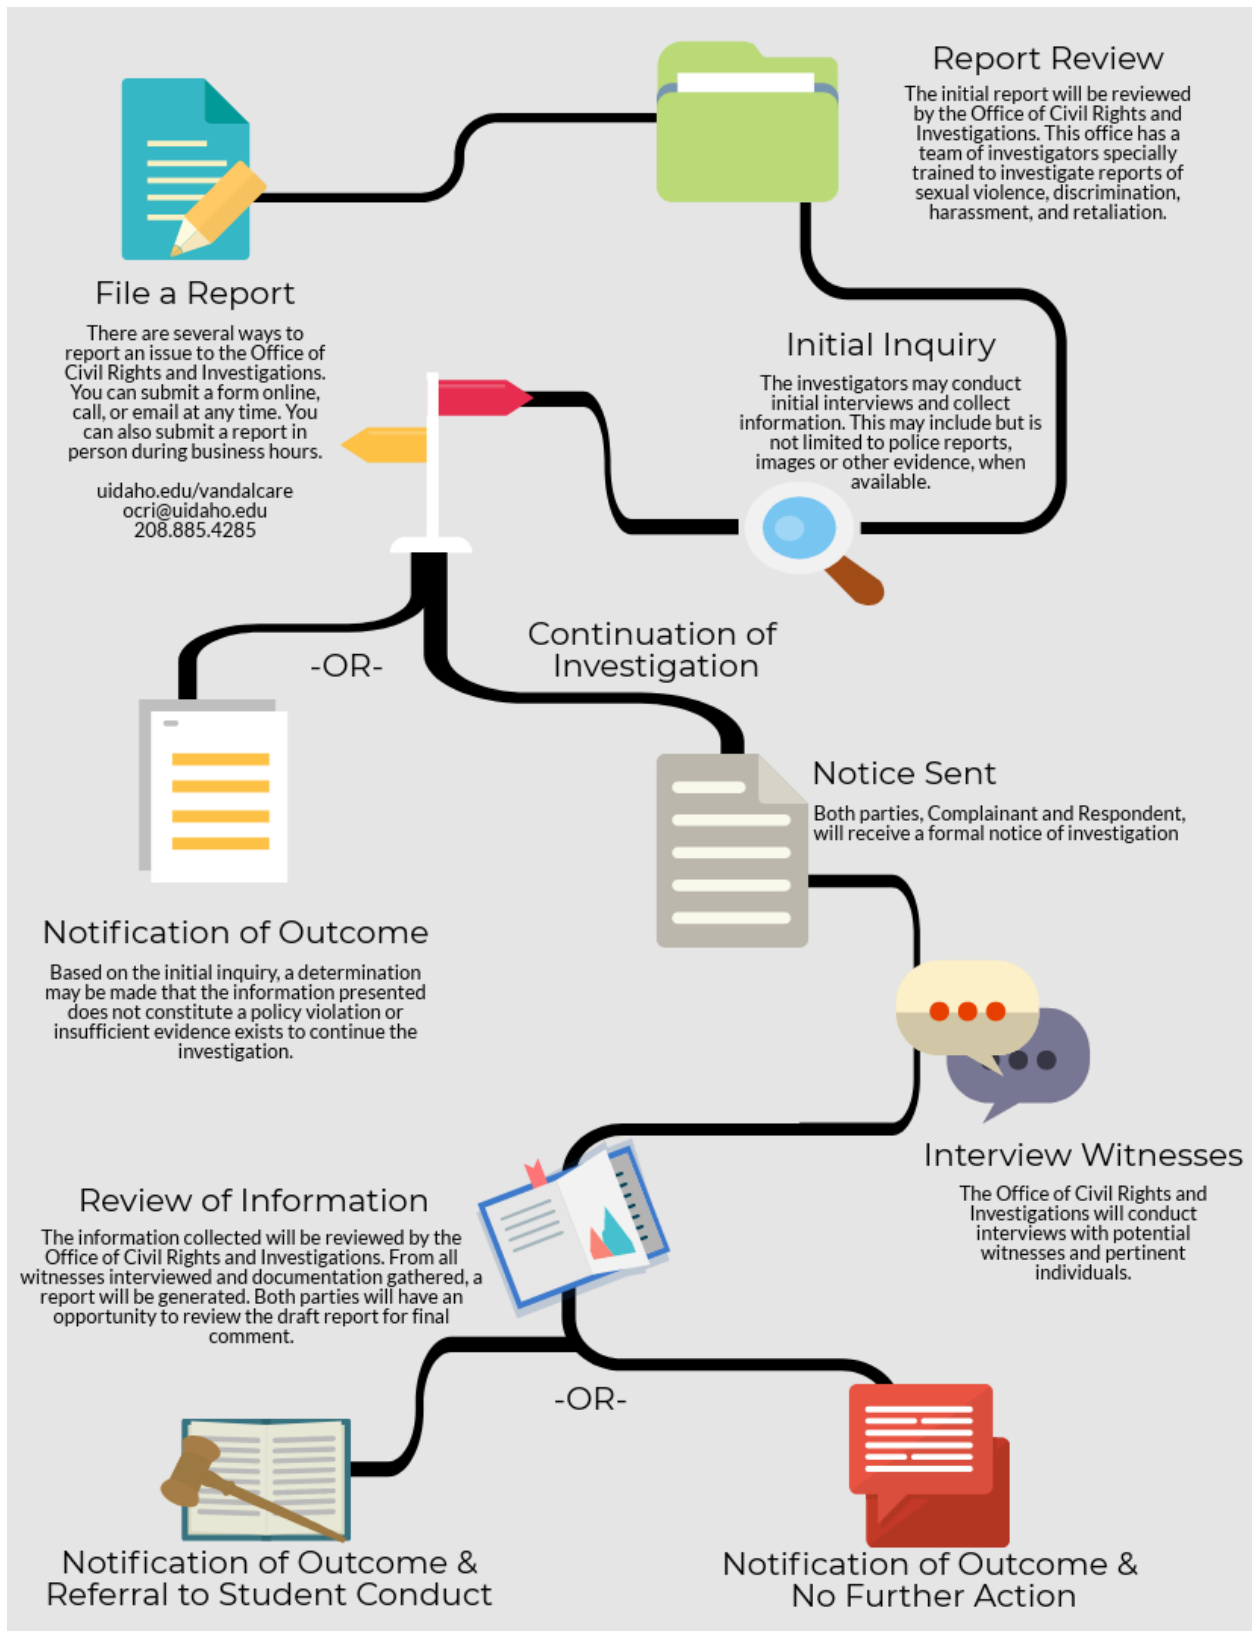 Report Review
The initial report will be reviewed
by the Office of Civil Rights and
Investigations. This office has a
team of investigators specially
trained to investigate reports of
sexual violence, discrimination,
harassment, and retaliation.
File a Report
There are several ways to
report an issue to the Office of
Civil Rights and Investigations.
You can submit a form online,
call, or email at any time. You
can also submit a report in
person during business hours.
uidaho.edu/vandalcare
ocri@uidaho.edu
208.885.4285
Initial Inquiry
The investigators may conduct
initial interviews and collect
information. This may include but is
not limited to police reports,
images or other evidence, when
available.
-OR-
Continuation of
Investigation
Notice Sent
Both parties, Complainant and Respondent,
will receive a formal notice of investigation
Notification of Outcome
Based on the initial inquiry, a determination
may be made that the information presented
does not constitute a policy violation or
insufficient evidence exists to continue the
investigation.
Interview Witnesses
The Office of Civil Rights and
Investigations will conduct
interviews with potential
witnesses and pertinent
individuals.
Review of Information
The information collected will be reviewed by the
Office of Civil Rights and Investigations. From all
witnesses interviewed and documentation gathered, a
report will be generated. Both parties will have an
opportunity to review the draft report for final
comment.
-OR-
Notification of Outcome &
Referral to Student Conduct
Notification of Outcome &
No Further Action